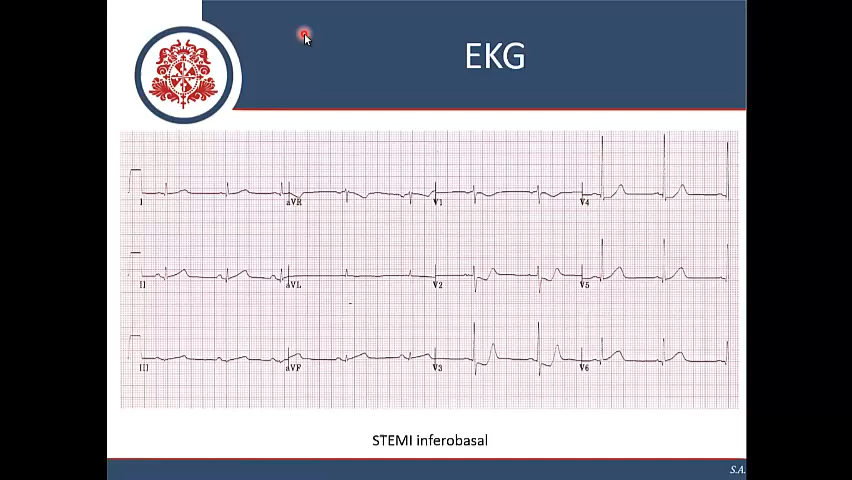 EKG
I aVR V1 V4
II aVL V2 V5
III aVF V3 V6
STEMI inferobasal
S.A.